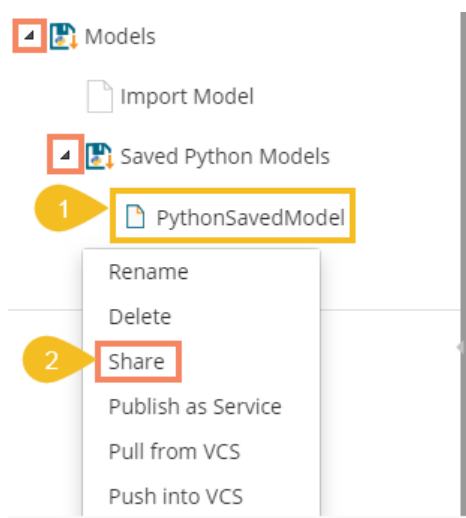 Models
Import Model
Saved Python Models
1
PythonSavedModel
Rename
Delete
2
Share
Publish as Service
Pull from VCS
Push into VCS